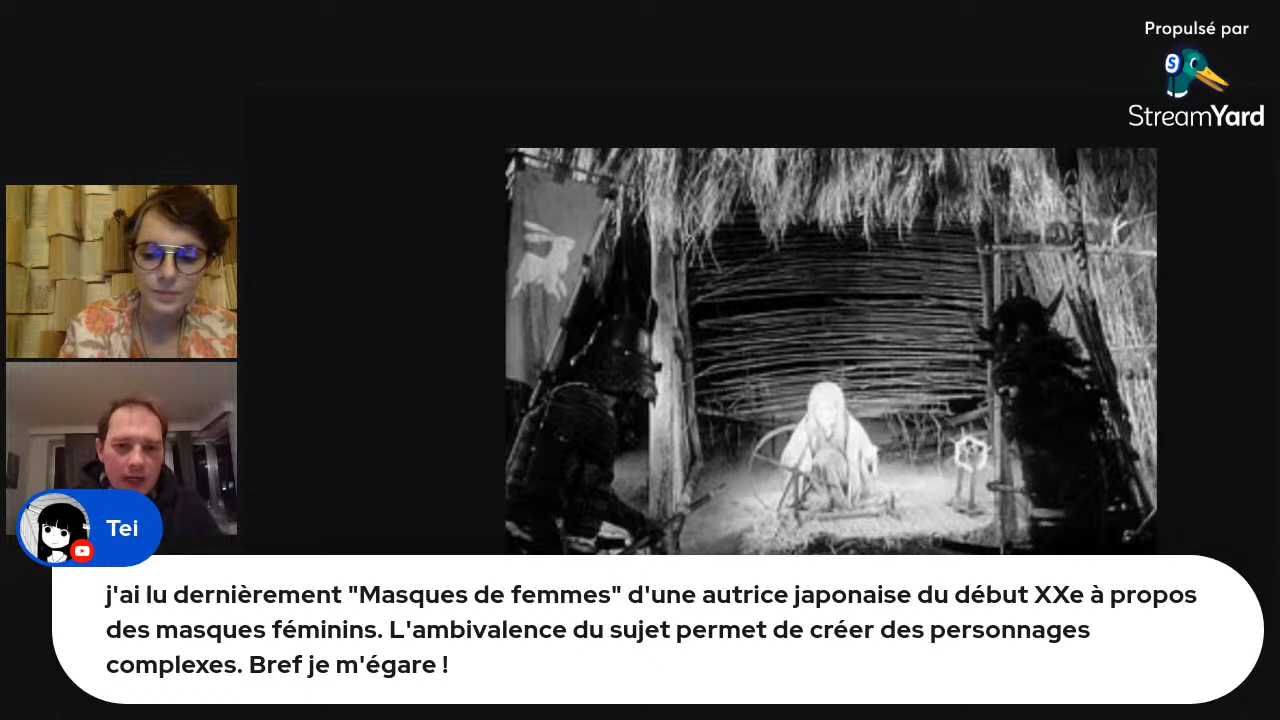 Propulsé par
StreamYard
Tei
j'ai lu dernièrement "Masques de femmes" d'une autrice japonaise du début XXe à propos
des masques féminins. L'ambivalence du sujet permet de créer des personnages
complexes. Bref je m'égare !